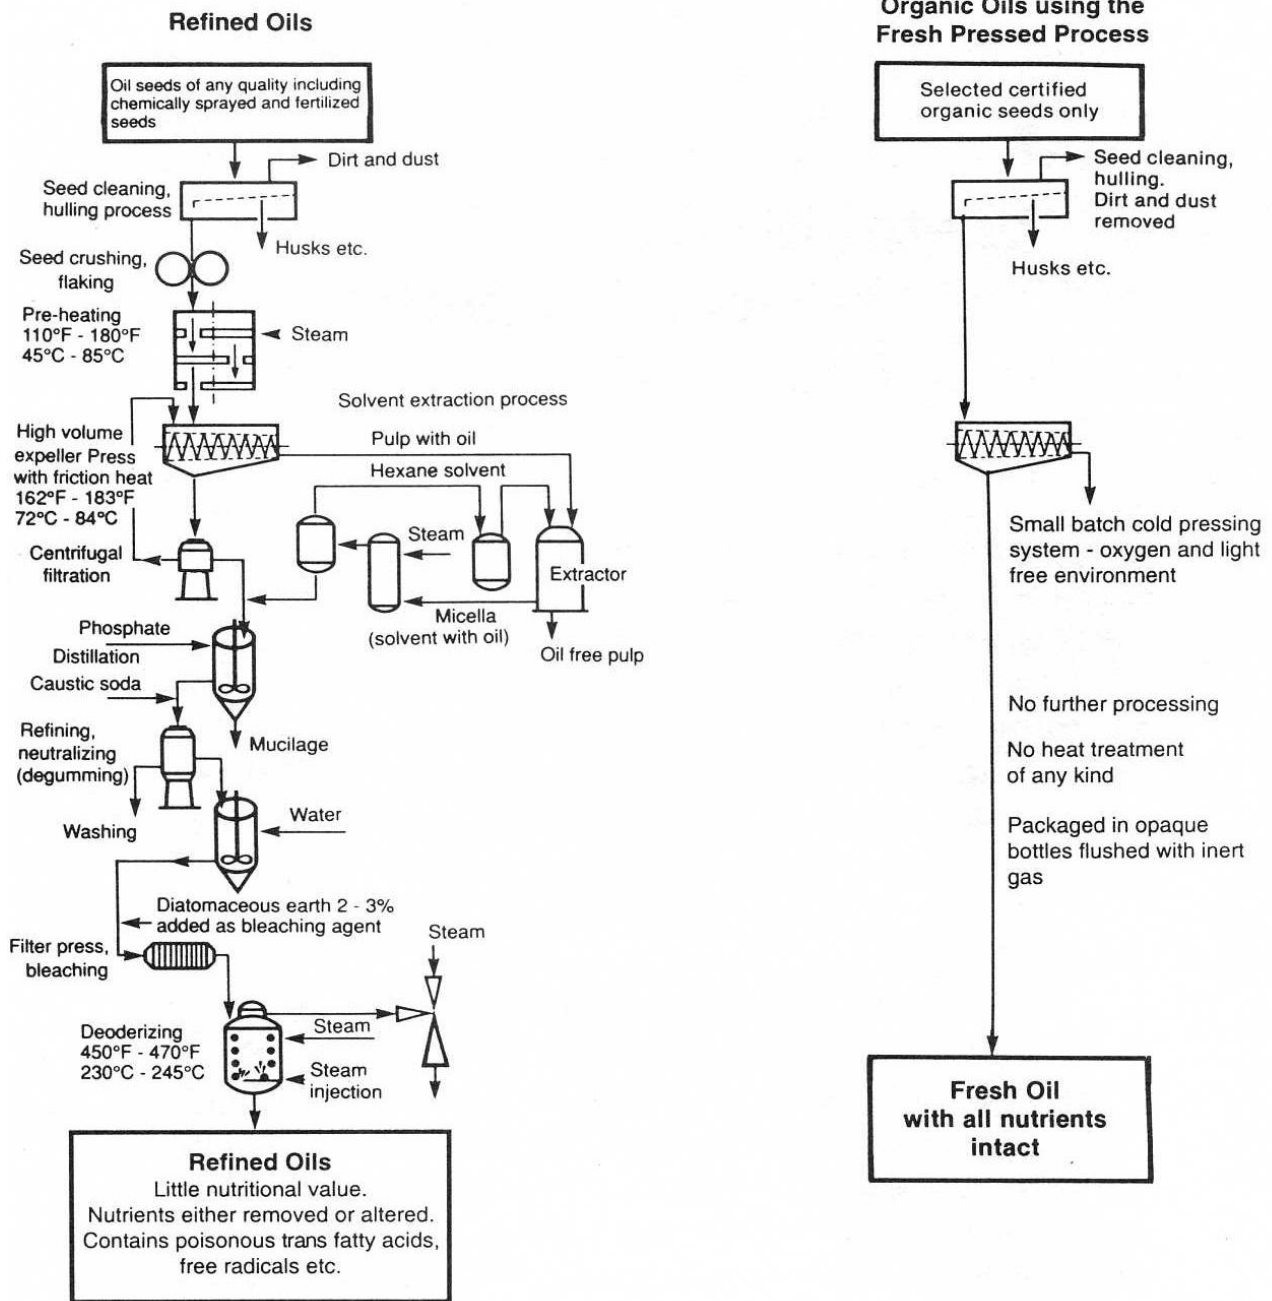 Refined Oils
Oil seeds of any quality including
chemically sprayed and fertilized
seeds
Dirt and dust
Seed cleaning,
hulling process
Husks etc.
Seed crushing,
flaking
Pre-heating
110°F - 180°F
45°C - 85°C
Steam
Solvent extraction process
High volume
expeller Press
with friction heat
162°F - 183°F
72°C - 84°C
Pulp with oil
Hexane solvent
Steam
Extractor
Centrifugal
filtration
Micella
(solvent with oil)
Oil free pulp
Phosphate
Distillation
Caustic soda
Mucilage
Refining,
neutralizing
(degumming)
Washing
Water
Diatomaceous earth 2 - 3%
added as bleaching agent
Filter press,
bleaching
Steam
Deoderizing
450°F - 470°F
230°C - 245°C
Steam
Steam
injection
Refined Oils
Little nutritional value.
Nutrients either removed or altered.
Contains poisonous trans fatty acids,
free radicals etc.
Organic Oils using the
Fresh Pressed Process
Selected certified
organic seeds only
Seed cleaning,
hulling.
Dirt and dust
removed
Husks etc.
Small batch cold pressing
system - oxygen and light
free environment
No further processing
No heat treatment
of any kind
Packaged in opaque
bottles flushed with inert
gas
Fresh Oil
with all nutrients
intact